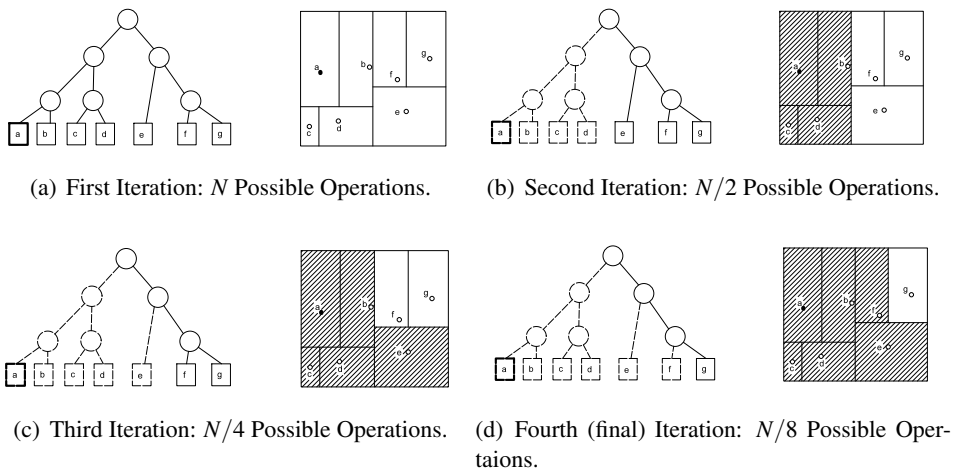 a b c d e f g
a b g f e c d
(a) First Iteration: N Possible Operations.
a b c d e f g
a b g f e c d
(b) Second Iteration: N/2 Possible Operations.
a b c d e f g
a b g f e c d
(c) Third Iteration: N/4 Possible Operations.
a b c d e f g
a b g f e c d
(d) Fourth (final) Iteration: N/8 Possible Oper-
taions.